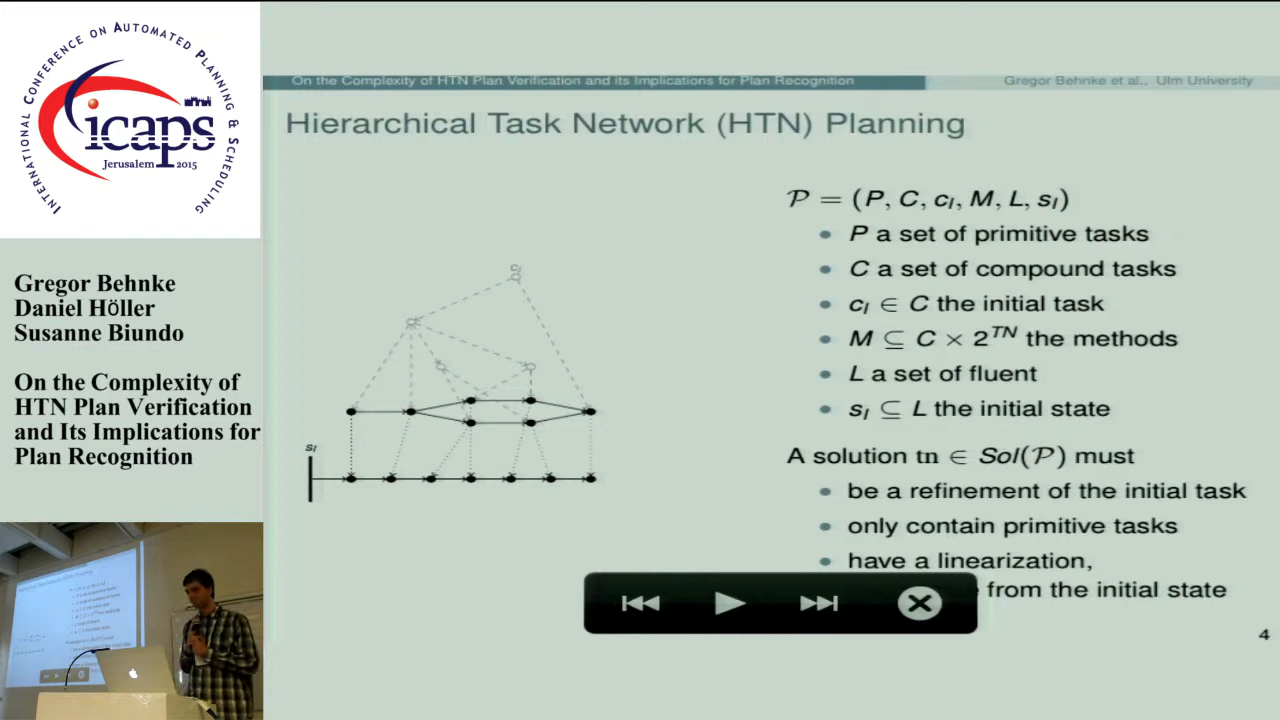 INTERNATIONAL CONFERENCE ON AUTOMATED PLANNING & SCHEDULING
icaps
Jerusalem 2015
Gregor Behnke
Daniel Höller
Susanne Biundo
On the Complexity of
HTN Plan Verification
and Its Implications for
Plan Recognition
On the Complexity of HTN Plan Verification and its Implications for Plan Recognition
Gregor Behnke et al., Ulm University
Hierarchical Task Network (HTN) Planning
𝒫 = (P, C, c_I, M, L, s_I)
• P a set of primitive tasks
• C a set of compound tasks
• c_I ∈ C the initial task
• M ⊆ C × 2^TN the methods
• L a set of fluent
• s_I ⊆ L the initial state
A solution tn ∈ Sol(𝒫) must
• be a refinement of the initial task
• only contain primitive tasks
• have a linearization,
from the initial state
c_I
s_I
4